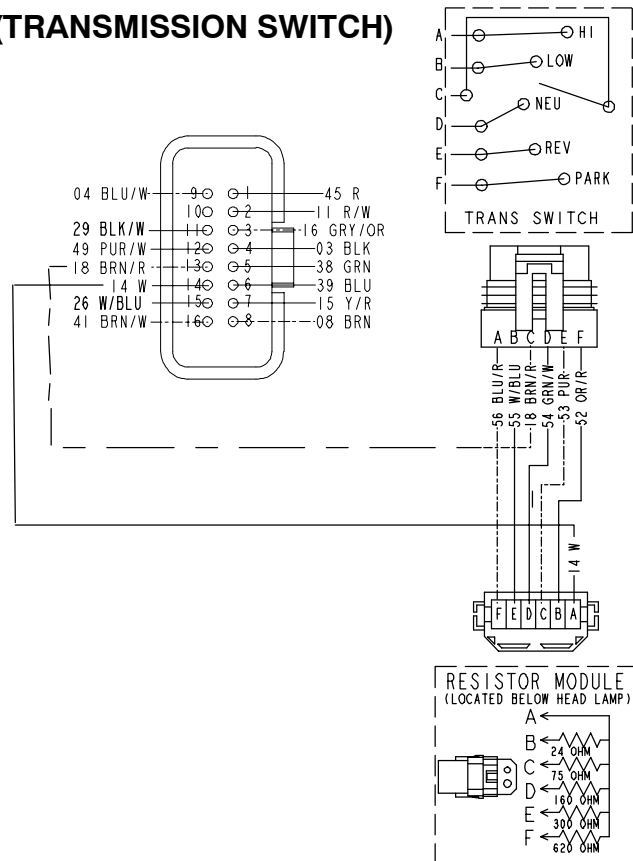 (TRANSMISSION SWITCH)
A HI
B LOW
C
D NEU
E REV
F PARK
TRANS SWITCH
04 BLU/W 9 1 45 R
10 2 11 R/W
29 BLK/W 11 3 16 GRY/OR
49 PUR/W 12 4 03 BLK
18 BRN/R 13 5 38 GRN
14 W 14 6 39 BLU
26 W/BLU 15 7 15 Y/R
41 BRN/W 16 8 08 BRN
A B C D E F
56 BLU/R
55 W/BLU
18 BRN/R
54 GRN/W
53 PUR
52 OR/R
14 W
F E D C B A
RESISTOR MODULE
(LOCATED BELOW HEAD LAMP)
A
B 24 OHM
C 75 OHM
D 160 OHM
E 300 OHM
F 620 OHM